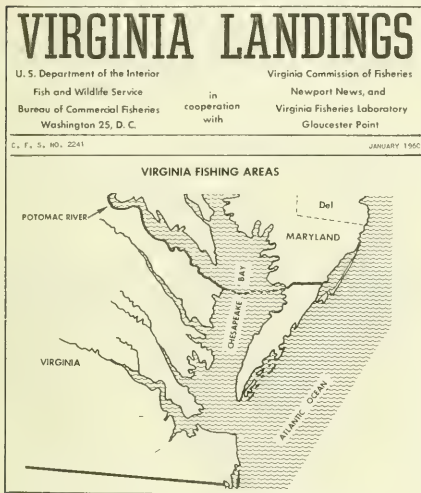 VIRGINIA LANDINGS
U. S. Department of the Interior
Fish and Wildlife Service
Bureau of Commercial Fisheries
Washington 25, D. C.
in
cooperation
with
Virginia Commission of Fisheries
Newport News, and
Virginia Fisheries Laboratory
Gloucester Point
C. F. S. NO. 2241
JANUARY 1960
VIRGINIA FISHING AREAS
POTOMAC RIVER
Del
MARYLAND
CHESAPEAKE BAY
VIRGINIA
ATLANTIC OCEAN